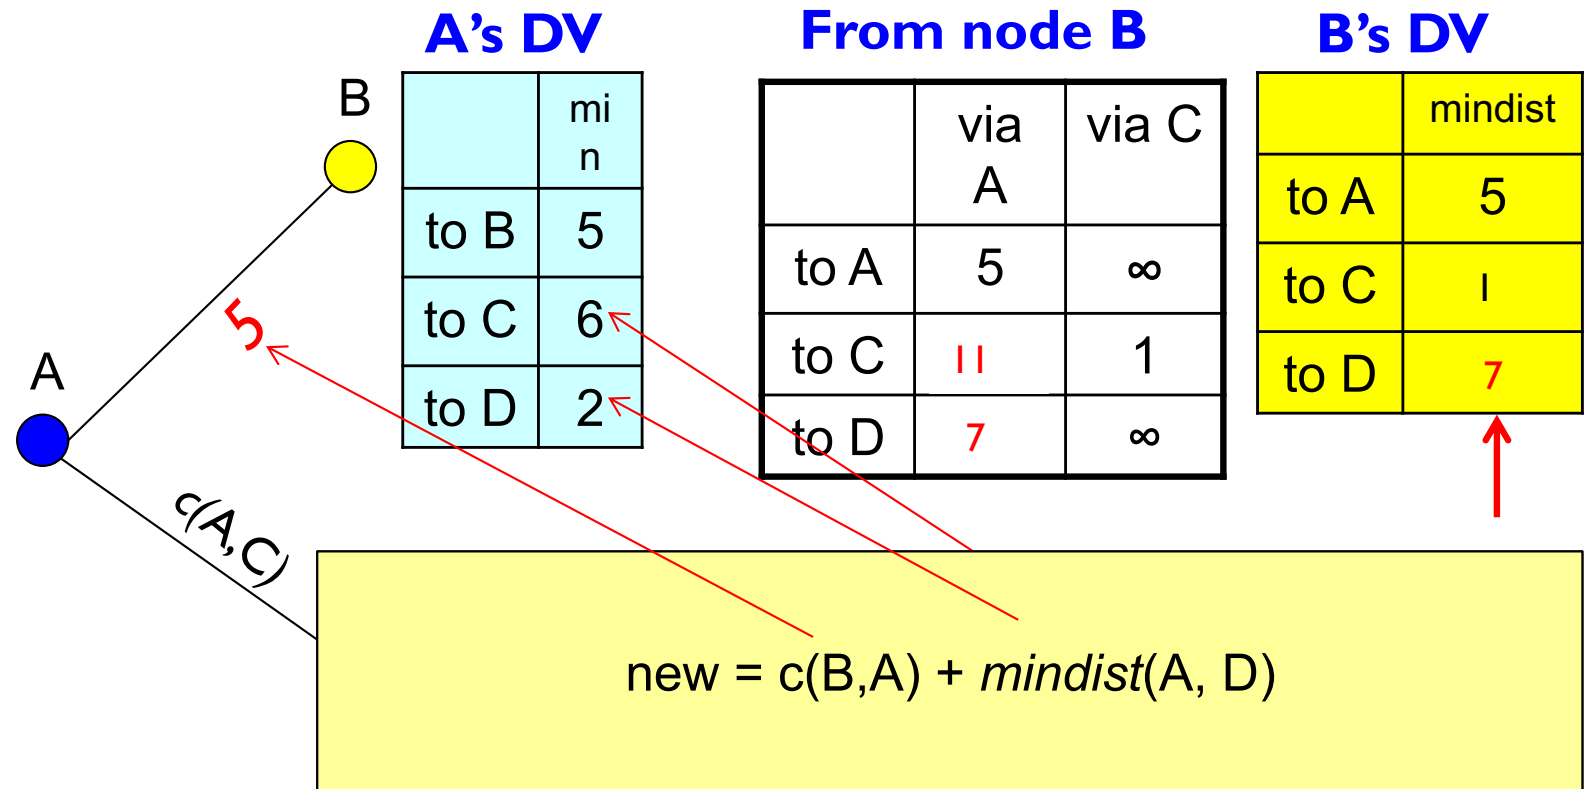 A's DV
From node B
B's DV
B
A
5
c(A,C)
mi
n
to B 5
to C 6
to D 2
via
A
via C
to A 5 ∞
to C 11 1
to D 7 ∞
mindist
to A 5
to C 1
to D 7
new = c(B,A) + mindist(A, D)